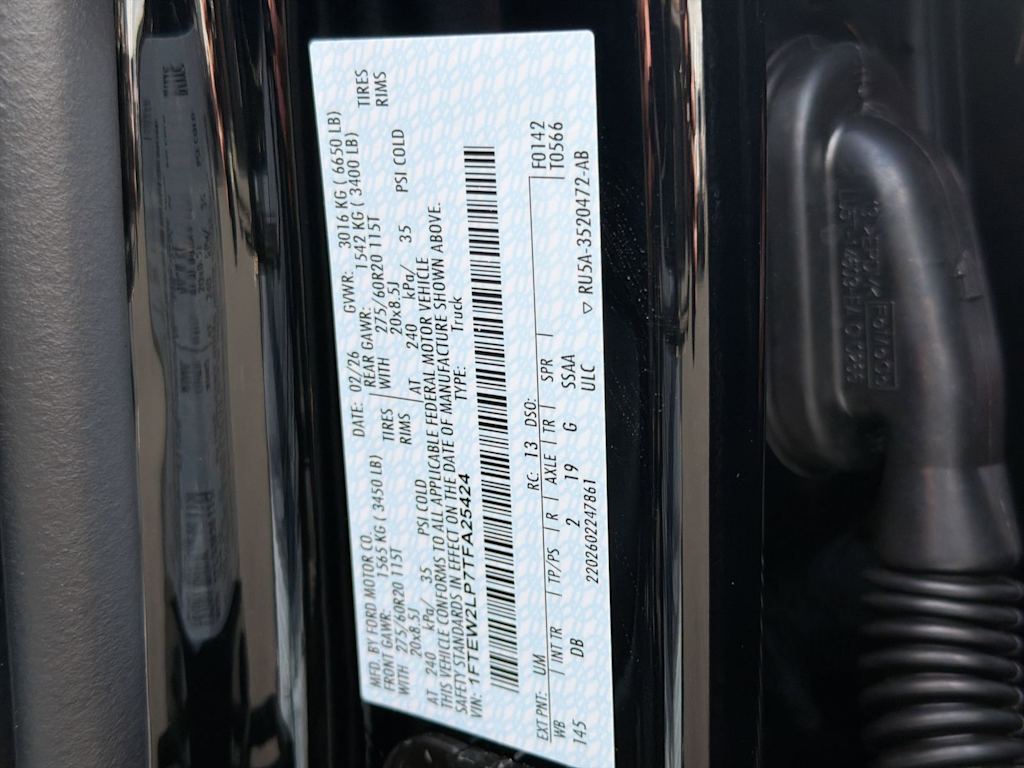 MFD. BY FORD MOTOR CO.
DATE: 02/26 GVWR: 3016 KG ( 6650 LB)
FRONT GAWR: 1565 KG ( 3450 LB) REAR GAWR: 1542 KG ( 3400 LB)
WITH 275/60R20 115T TIRES WITH 275/60R20 115T TIRES
20x8.5J RIMS 20x8.5J RIMS
AT 240 kPa/ 35 PSI COLD AT 240 kPa/ 35 PSI COLD
THIS VEHICLE CONFORMS TO ALL APPLICABLE FEDERAL MOTOR VEHICLE
SAFETY STANDARDS IN EFFECT ON THE DATE OF MANUFACTURE SHOWN ABOVE.
VIN: 1FTEW2LP7TFA25424 TYPE: Truck
EXT PNT: UM RC: 13 DSO: F0142
WB / INTR / TP/PS / R / AXLE / TR / SPR T0566
145 DB 2 19 G SSAA
2202602247861 ULC ▽ RU5A-3520472-AB